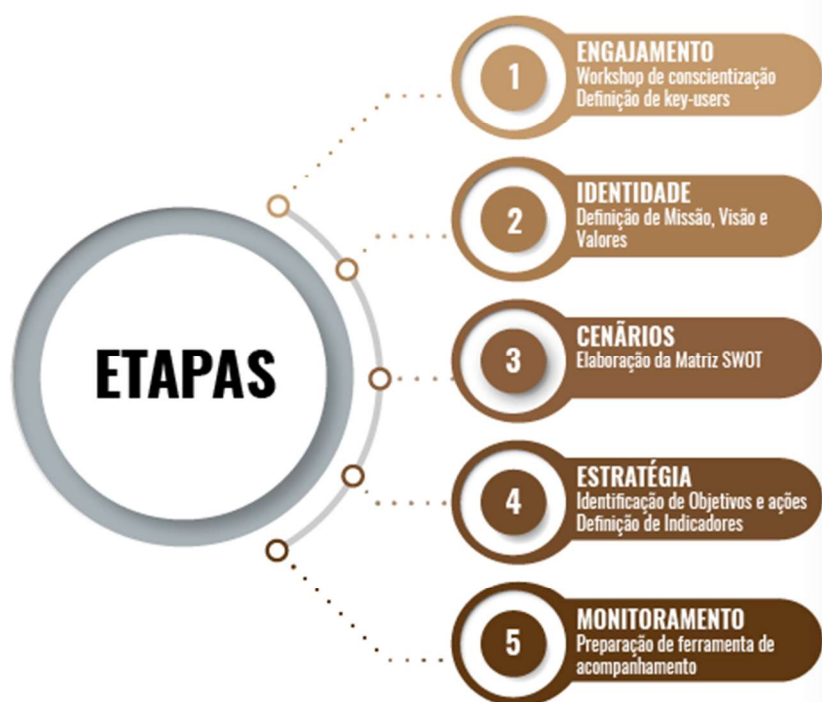 ETAPAS
1
ENGAJAMENTO
Workshop de conscientização
Definição de key-users
2
IDENTIDADE
Definição de Missão, Visão e
Valores
3
CENÃRIOS
Elaboração da Matriz SWOT
4
ESTRATÉGIA
Identificação de Objetivos e ações
Definição de Indicadores
5
MONITORAMENTO
Preparação de ferramenta de
acompanhamento